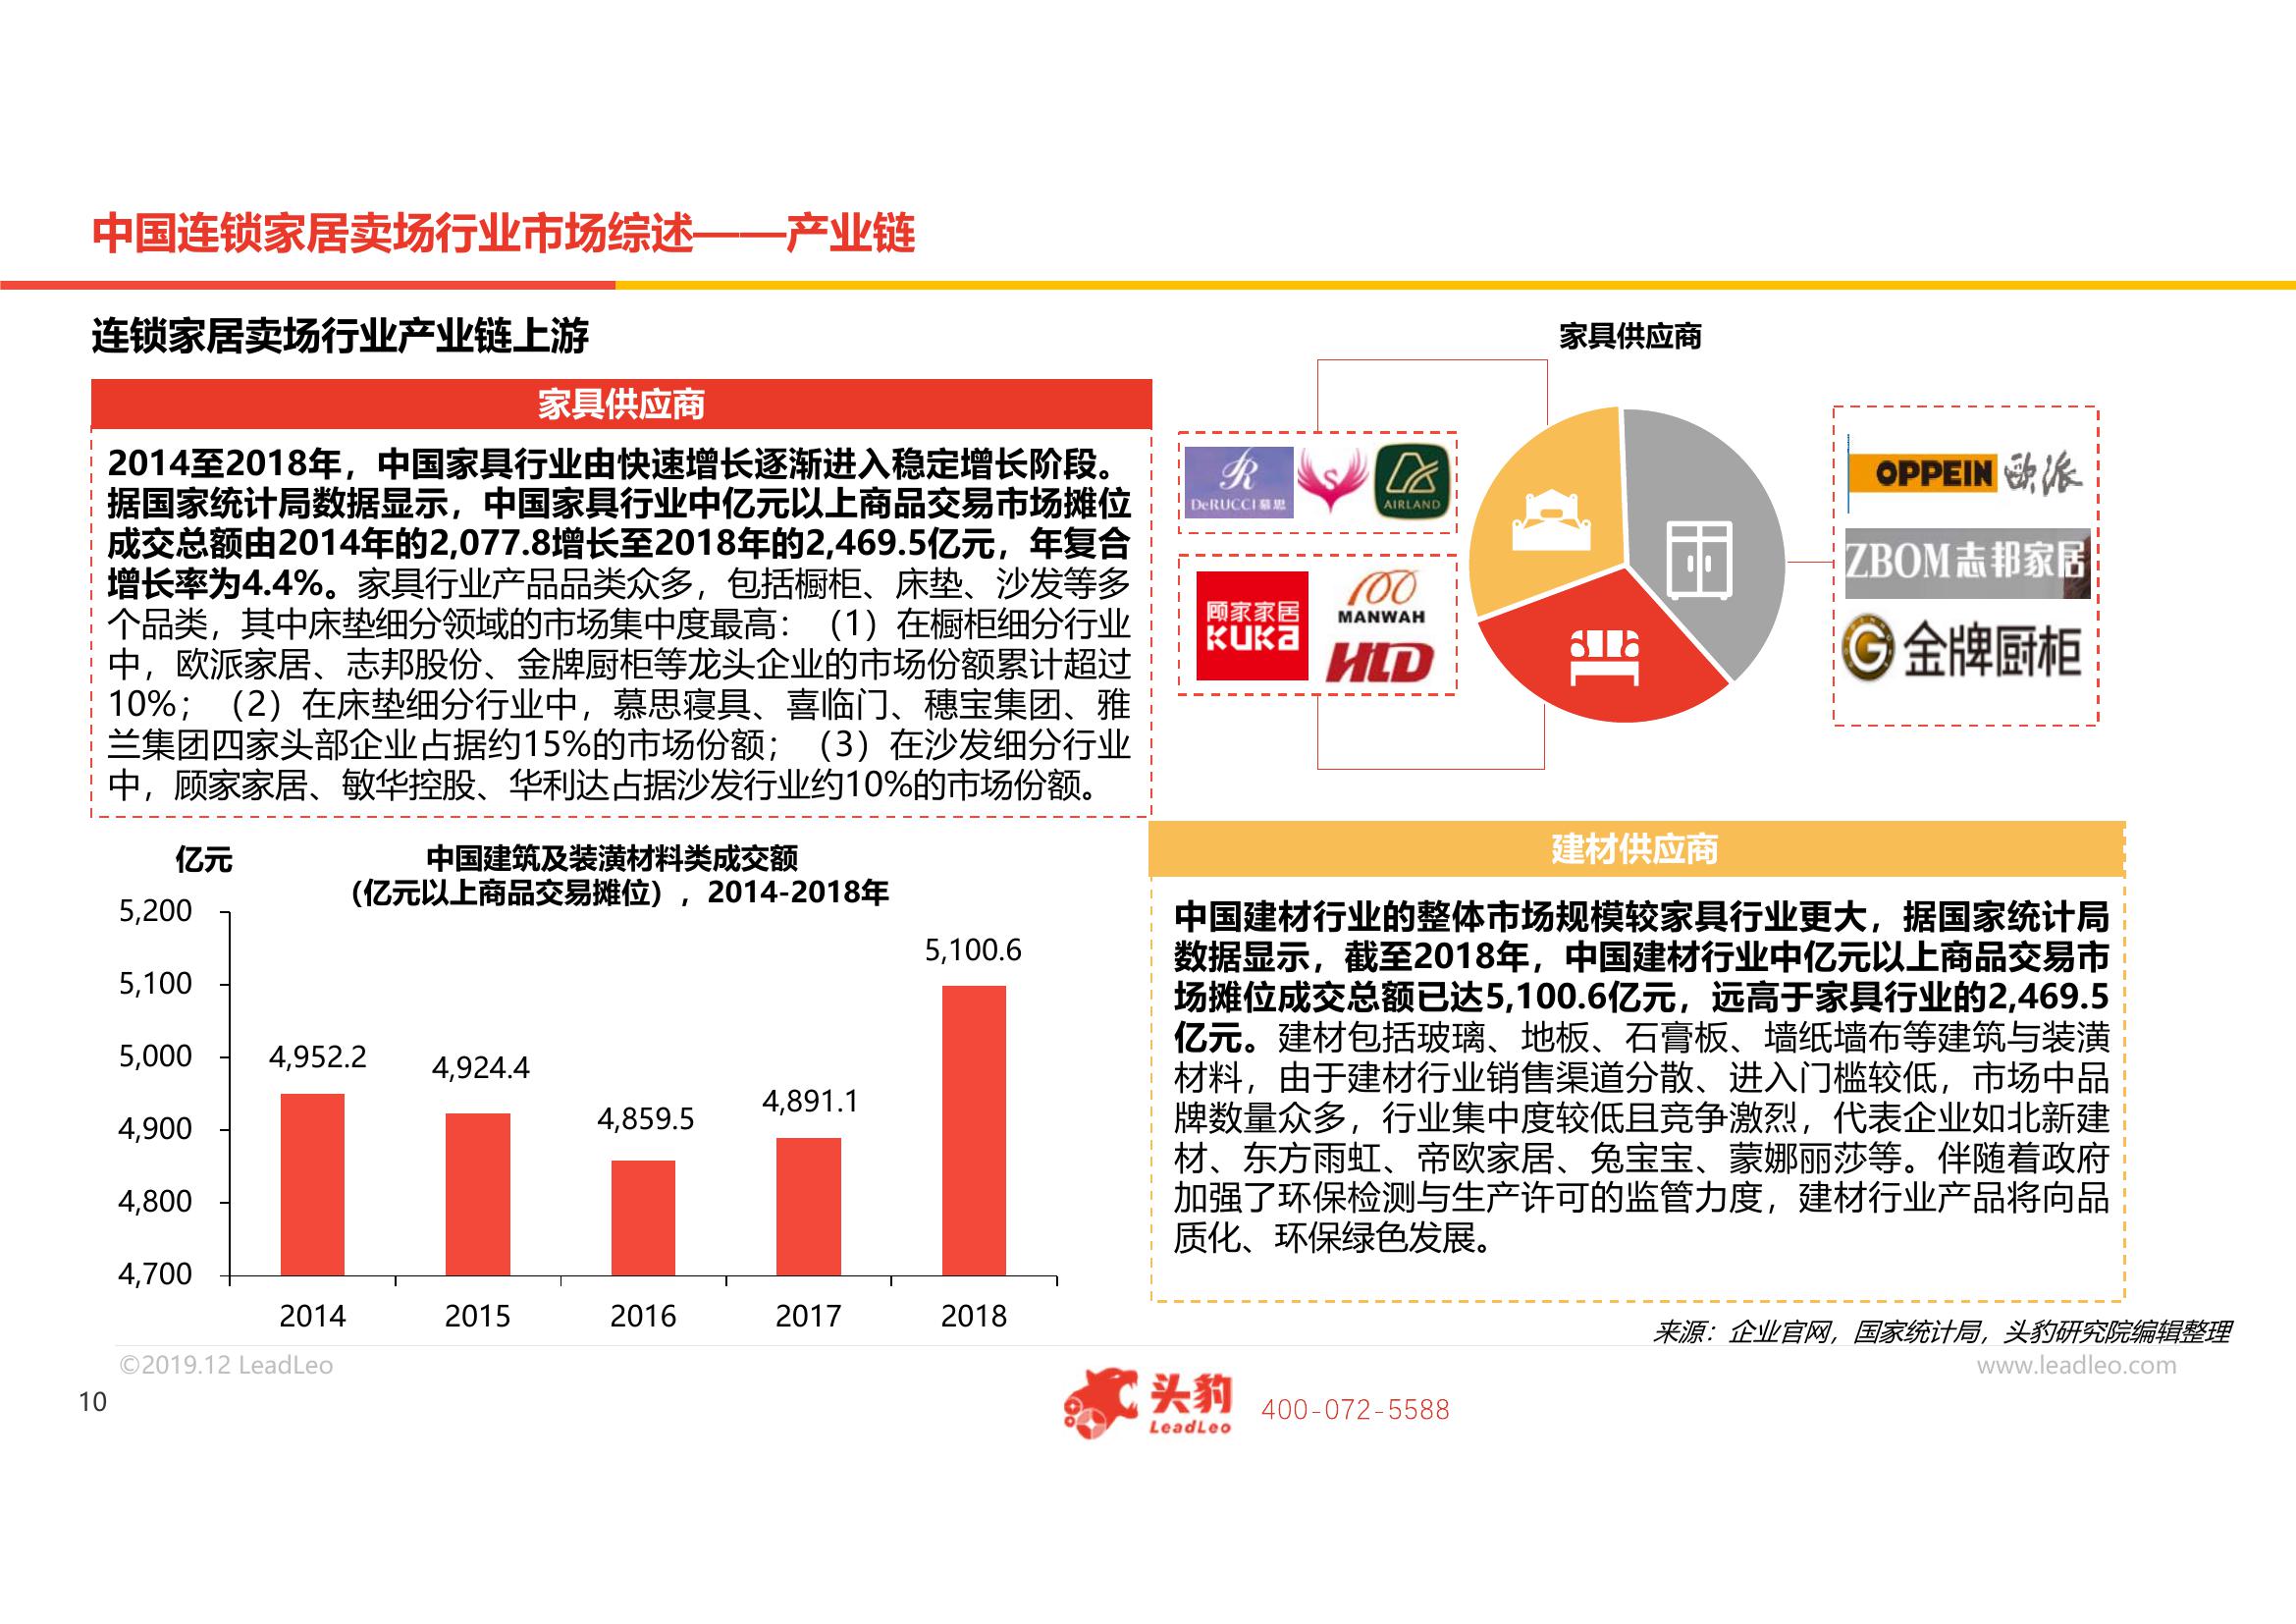 中国连锁家居卖场行业市场综述——产业链
连锁家居卖场行业产业链上游
家具供应商
2014至2018年，中国家具行业由快速增长逐渐进入稳定增长阶段。
据国家统计局数据显示，中国家具行业中亿元以上商品交易市场摊位
成交总额由2014年的2,077.8增长至2018年的2,469.5亿元，年复合
增长率为4.4%。家具行业产品品类众多，包括橱柜、床垫、沙发等多
个品类，其中床垫细分领域的市场集中度最高：（1）在橱柜细分行业
中，欧派家居、志邦股份、金牌厨柜等龙头企业的市场份额累计超过
10%；（2）在床垫细分行业中，慕思寝具、喜临门、穗宝集团、雅
兰集团四家头部企业占据约15%的市场份额；（3）在沙发细分行业
中，顾家家居、敏华控股、华利达占据沙发行业约10%的市场份额。
家具供应商
DeRUCCI 慕思
S
AIRLAND
顾家家居
KUKa
MANWAH
HLD
OPPEIN 欧派
ZBOM 志邦家居
G 金牌厨柜
亿元
中国建筑及装潢材料类成交额
（亿元以上商品交易摊位），2014-2018年
5,200
5,100
5,000
4,900
4,800
4,700
4,952.2
4,924.4
4,859.5
4,891.1
5,100.6
2014
2015
2016
2017
2018
建材供应商
中国建材行业的整体市场规模较家具行业更大，据国家统计局
数据显示，截至2018年，中国建材行业中亿元以上商品交易市
场摊位成交总额已达5,100.6亿元，远高于家具行业的2,469.5
亿元。建材包括玻璃、地板、石膏板、墙纸墙布等建筑与装潢
材料，由于建材行业销售渠道分散、进入门槛较低，市场中品
牌数量众多，行业集中度较低且竞争激烈，代表企业如北新建
材、东方雨虹、帝欧家居、兔宝宝、蒙娜丽莎等。伴随着政府
加强了环保检测与生产许可的监管力度，建材行业产品将向品
质化、环保绿色发展。
来源：企业官网，国家统计局，头豹研究院编辑整理
©2019.12 LeadLeo
www.leadleo.com
10
头豹
LeadLeo
400-072-5588